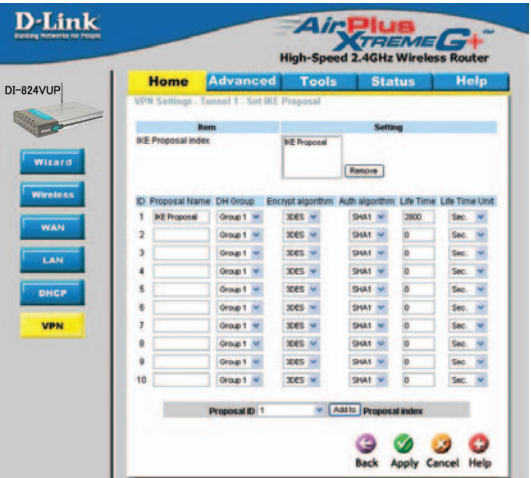 D-Link
Building Networks for People
AirPlus
XTREME G+™
High-Speed 2.4GHz Wireless Router
DI-824VUP
Home Advanced Tools Status Help
VPN Settings - Tunnel 1 - Set IKE Proposal
Item Setting
IKE Proposal index
IKE Proposal
Remove
Wizard
Wireless
WAN
LAN
DHCP
VPN
ID Proposal Name DH Group Encrypt algorithm Auth algorithm Life Time Life Time Unit
1 IKE Proposal Group 1 3DES SHA1 2800 Sec.
2 Group 1 3DES SHA1 0 Sec.
3 Group 1 3DES SHA1 0 Sec.
4 Group 1 3DES SHA1 0 Sec.
5 Group 1 3DES SHA1 0 Sec.
6 Group 1 3DES SHA1 0 Sec.
7 Group 1 3DES SHA1 0 Sec.
8 Group 1 3DES SHA1 0 Sec.
9 Group 1 3DES SHA1 0 Sec.
10 Group 1 3DES SHA1 0 Sec.
Proposal ID 1 Add to Proposal index
Back Apply Cancel Help